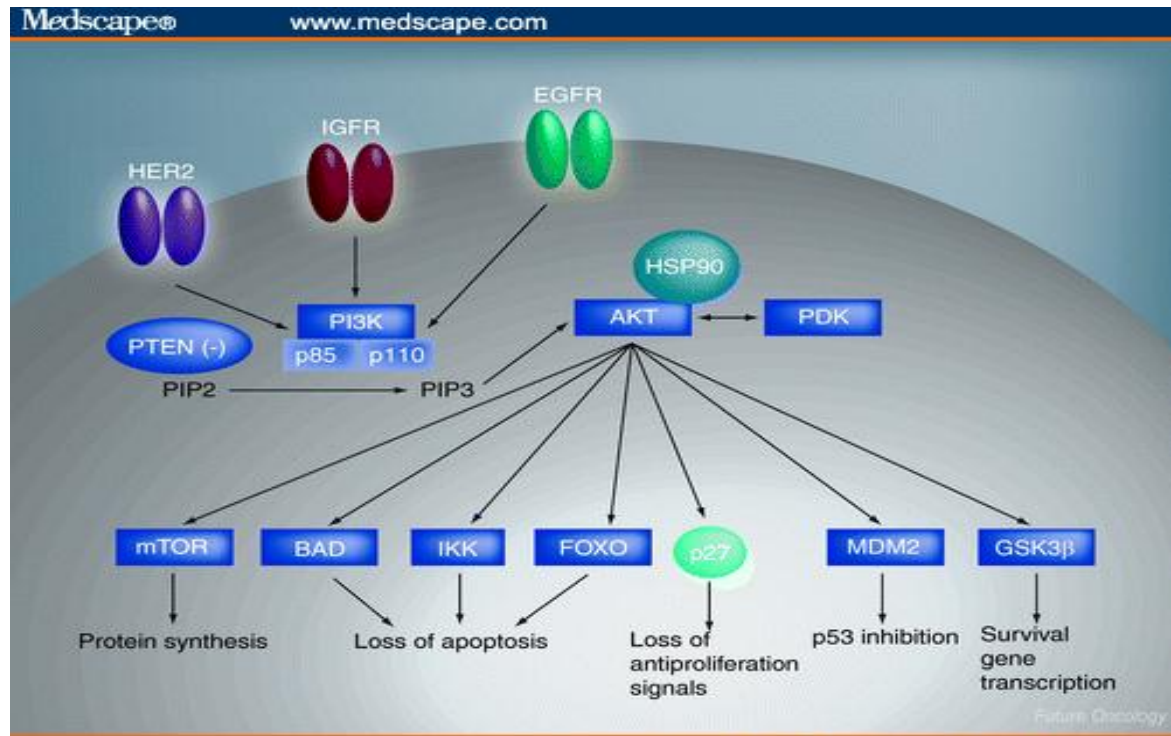 Medscape® www.medscape.com
EGFR
IGFR
HER2
HSP90
PI3K
AKT
PDK
PTEN (-)
p85 p110
PIP2
PIP3
mTOR
BAD
IKK
FOXO
p27
MDM2
GSK3β
Protein synthesis
Loss of apoptosis
Loss of
antiproliferation
signals
p53 inhibition
Survival
gene
transcription
Future Oncology